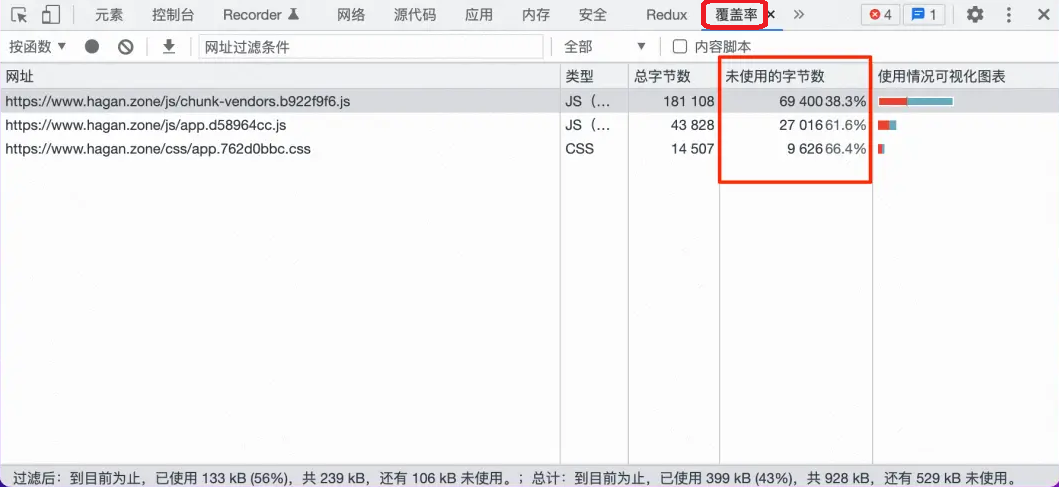 元素 控制台 Recorder 网络 源代码 应用 内存 安全 Redux 覆盖率 × » 4 1
按函数 网址过滤条件 全部 内容脚本
网址 类型 总字节数 未使用的字节数 使用情况可视化图表
https://www.hagan.zone/js/chunk-vendors.b922f9f6.js JS（… 181 108 69 400 38.3%
https://www.hagan.zone/js/app.d58964cc.js JS（… 43 828 27 016 61.6%
https://www.hagan.zone/css/app.762d0bbc.css CSS 14 507 9 626 66.4%
过滤后：到目前为止，已使用 133 kB (56%)，共 239 kB，还有 106 kB 未使用。；总计：到目前为止，已使用 399 kB (43%)，共 928 kB，还有 529 kB 未使用。